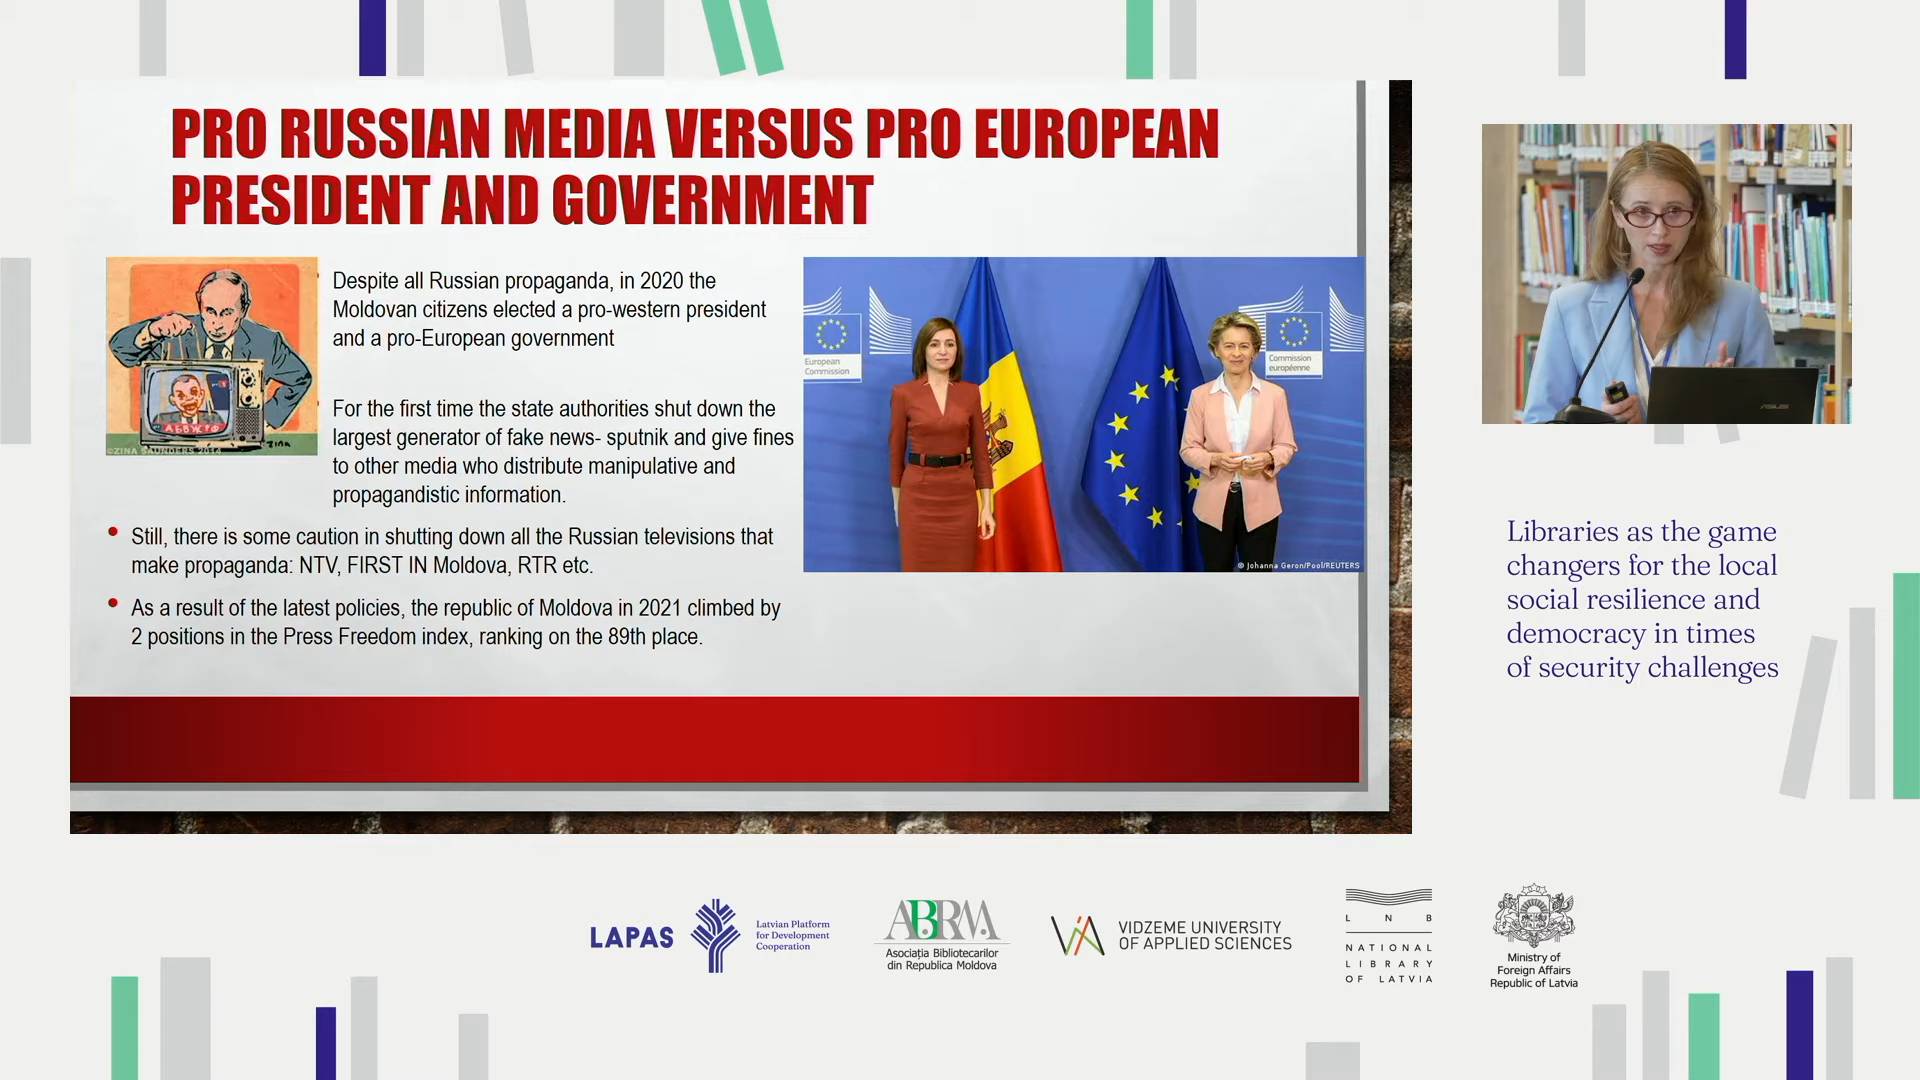 PRO RUSSIAN MEDIA VERSUS PRO EUROPEAN
PRESIDENT AND GOVERNMENT
Despite all Russian propaganda, in 2020 the
Moldovan citizens elected a pro-western president
and a pro-European government
For the first time the state authorities shut down the
largest generator of fake news- sputnik and give fines
to other media who distribute manipulative and
propagandistic information.
Still, there is some caution in shutting down all the Russian televisions that
make propaganda: NTV, FIRST IN Moldova, RTR etc.
As a result of the latest policies, the republic of Moldova in 2021 climbed by
2 positions in the Press Freedom index, ranking on the 89th place.
АБВЖРФ
ZINA
©ZINA SAUNDERS 2014
European
Commission
Commission
européenne
© Johanna Geron/Pool/REUTERS
ASUS
Libraries as the game
changers for the local
social resilience and
democracy in times
of security challenges
LAPAS
Latvian Platform
for Development
Cooperation
ABRM
Asociația Bibliotecarilor
din Republica Moldova
VIDZEME UNIVERSITY
OF APPLIED SCIENCES
L N B
NATIONAL
LIBRARY
OF LATVIA
Ministry of
Foreign Affairs
Republic of Latvia